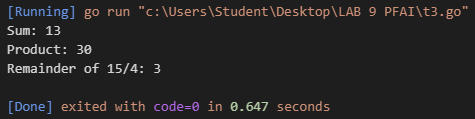 [Running] go run "c:\Users\Student\Desktop\LAB 9 PFAI\t3.go"
Sum: 13
Product: 30
Remainder of 15/4: 3
[Done] exited with code=0 in 0.647 seconds